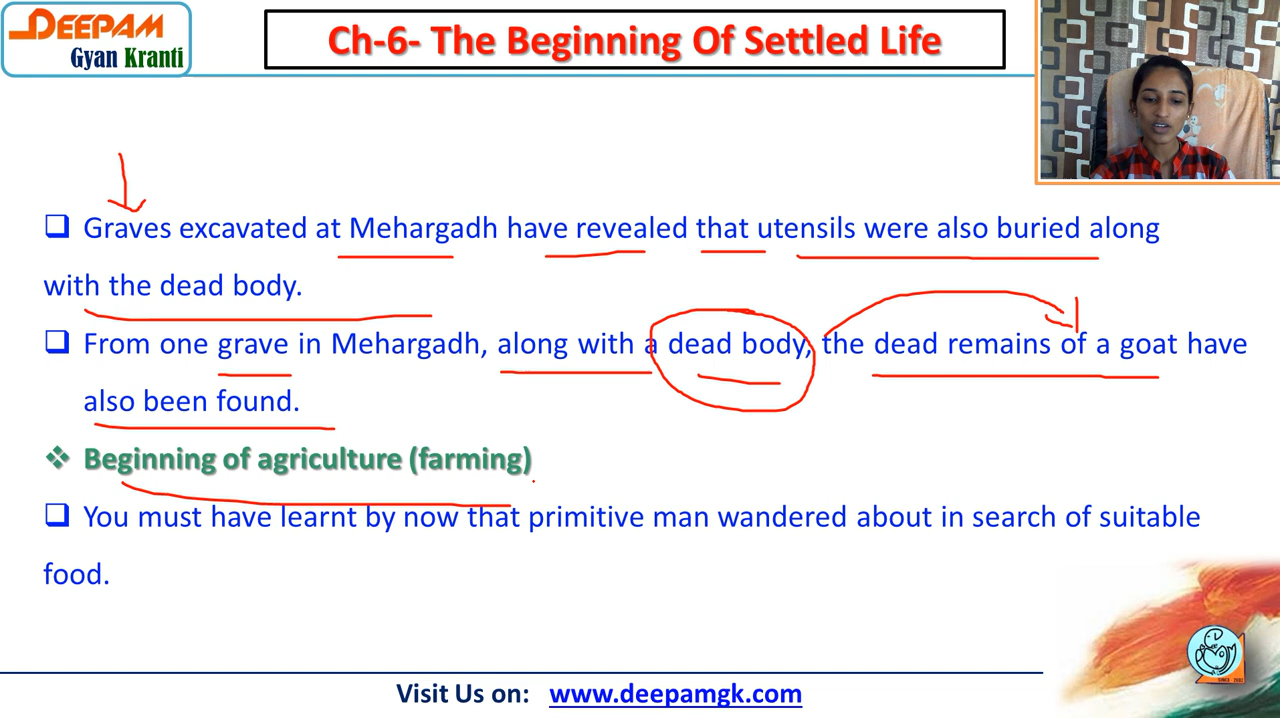 DEEPAM
Gyan Kranti
Ch-6- The Beginning Of Settled Life
Graves excavated at Mehargadh have revealed that utensils were also buried along
with the dead body.
From one grave in Mehargadh, along with a dead body, the dead remains of a goat have
also been found.
Beginning of agriculture (farming)
You must have learnt by now that primitive man wandered about in search of suitable
food.
Visit Us on: www.deepamgk.com